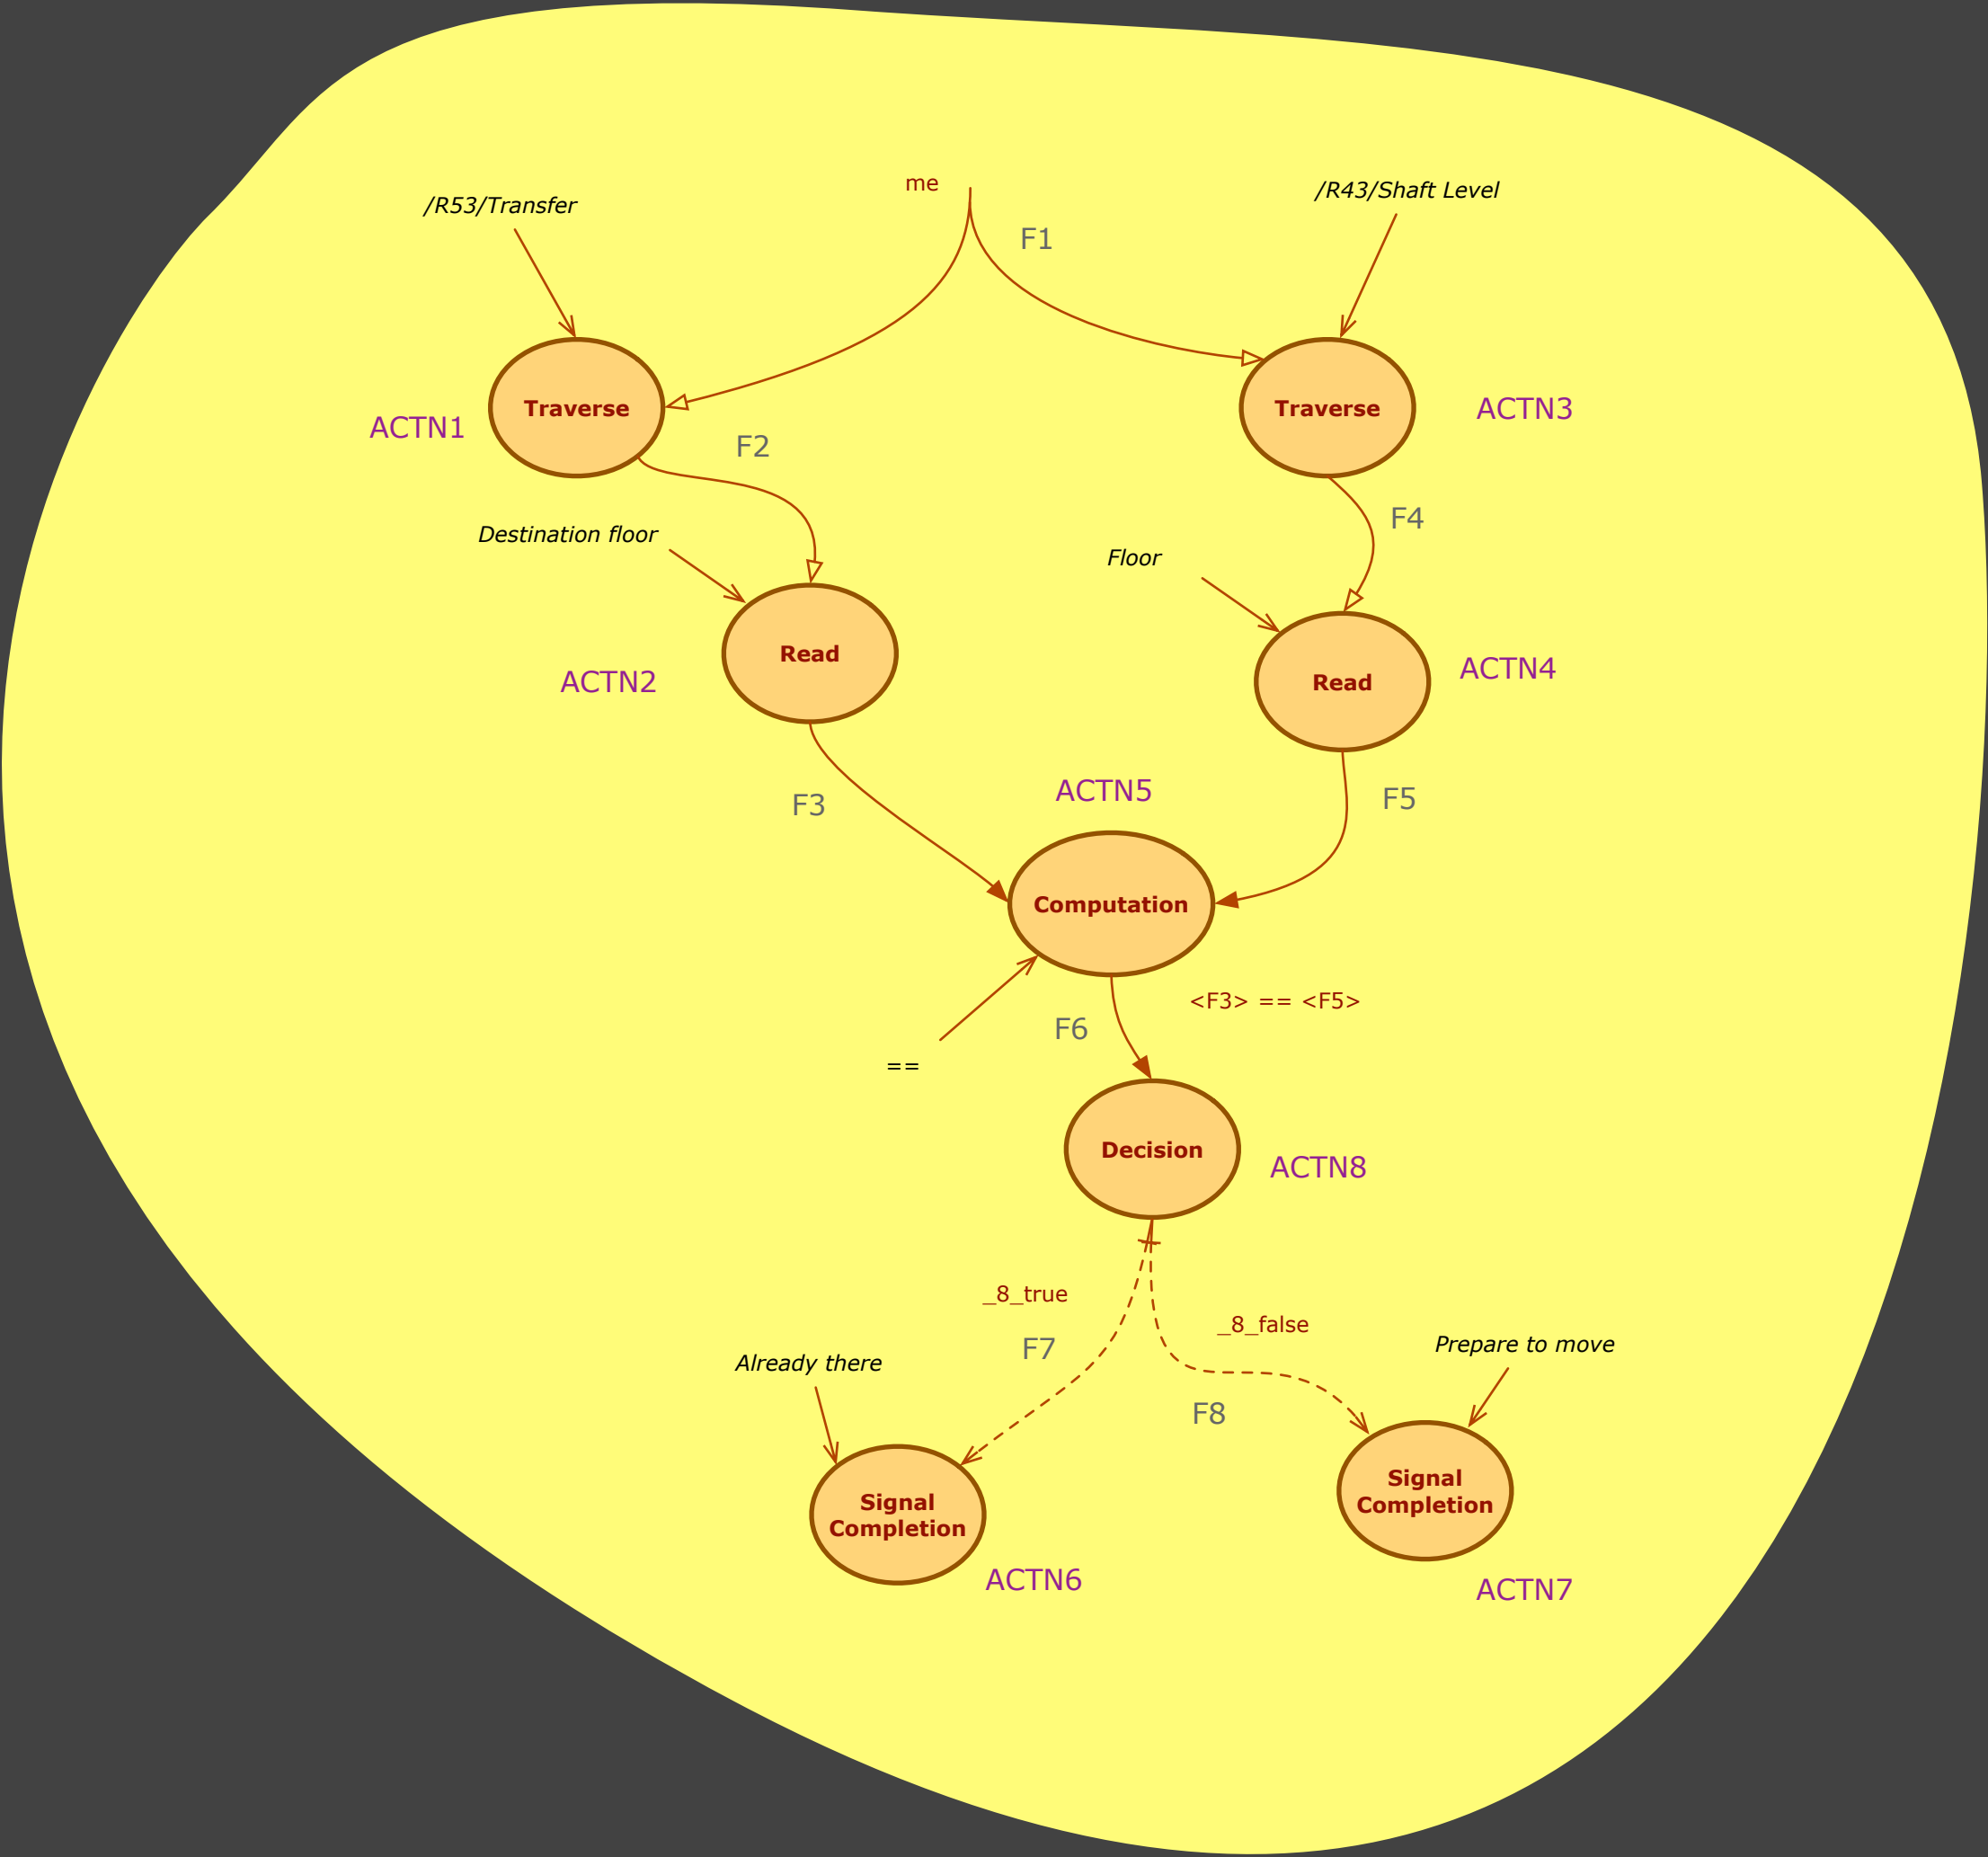 me
/R53/Transfer
/R43/Shaft Level
F1
Traverse
Traverse
ACTN1
ACTN3
F2
F4
Destination floor
Floor
Read
Read
ACTN2
ACTN4
ACTN5
F3
F5
Computation
<F3> == <F5>
F6
==
Decision
ACTN8
_8_true
_8_false
F7
Prepare to move
Already there
F8
Signal
Completion
Signal
Completion
ACTN6
ACTN7